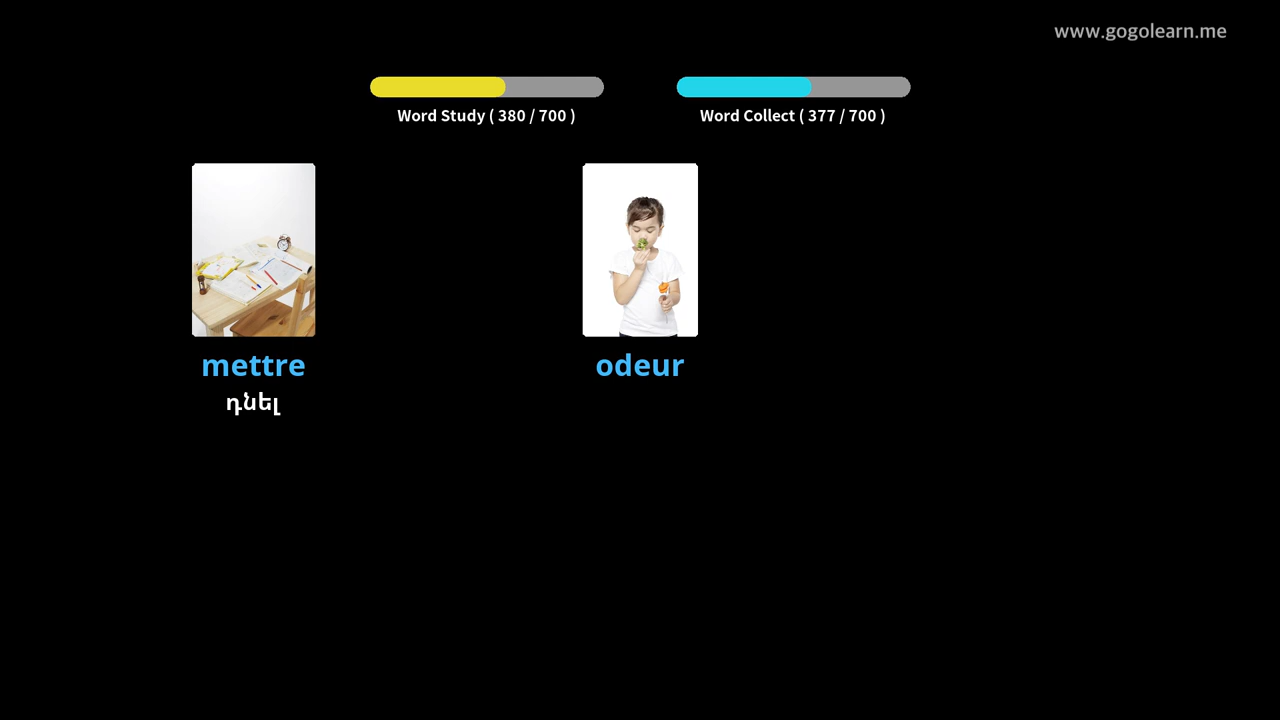 www.gogolearn.me
Word Study ( 380 / 700 )
Word Collect ( 377 / 700 )
mettre
odeur
դնել